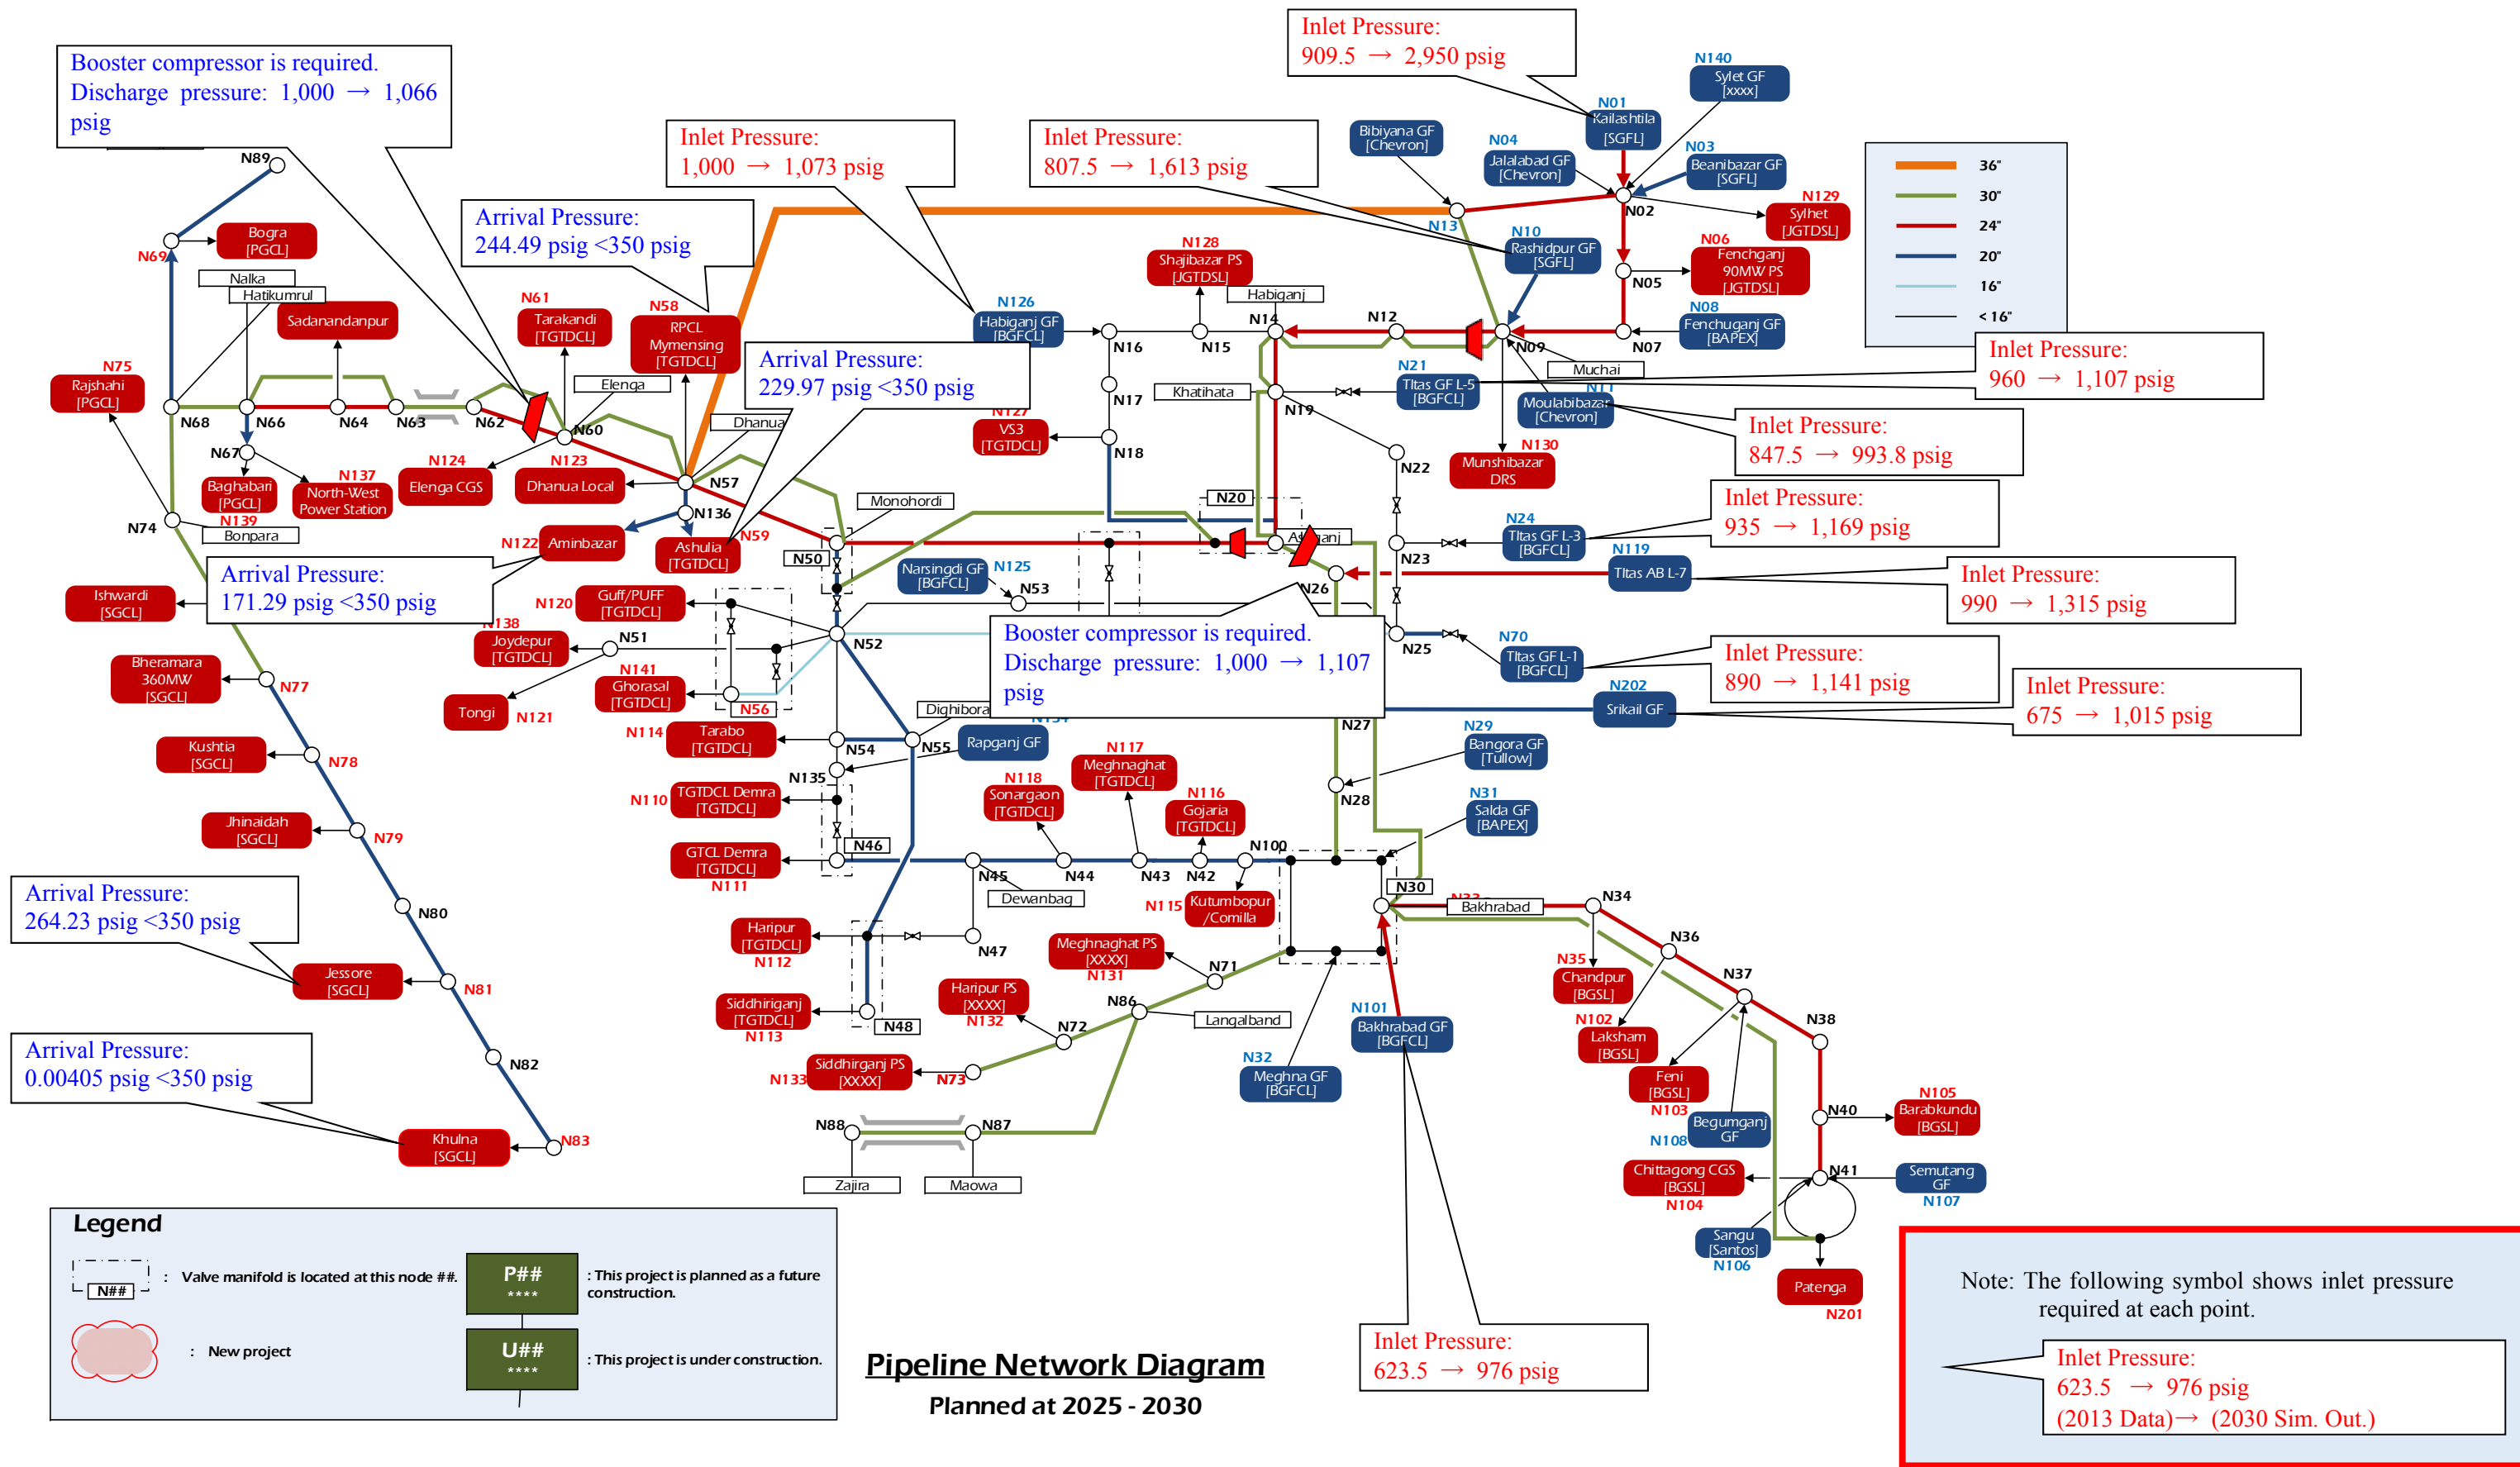 Inlet Pressure:
909.5 → 2,950 psig
Booster compressor is required.
Discharge pressure: 1,000 → 1,066
psig
N140
Sylet GF
[xxxx]
N01
Kailashtila
[SGFL]
Inlet Pressure:
1,000 → 1,073 psig
Inlet Pressure:
807.5 → 1,613 psig
Bibiyana GF
[Chevron]
N04
Jalalabad GF
[Chevron]
N03
Beanibazar GF
[SGFL]
N89
36"
30"
24"
20"
16"
< 16"
N02
N129
Sylhet
[JGTDSL]
Arrival Pressure:
244.49 psig <350 psig
N13
N10
Rashidpur GF
[SGFL]
N06
Fenchganj
90MW PS
[JGTDSL]
N05
Bogra
[PGCL]
N69
N128
Shajibazar PS
[JGTDSL]
Nalka
Hatikumrul
Habiganj
Sadanandanpur
N61
Tarakandi
[TGTDCL]
N58
RPCL
Mymensing
[TGTDCL]
N126
Habiganj GF
[BGFCL]
N16
N15
N14
N12
N09
N07
N08
Fenchuganj GF
[BAPEX]
Inlet Pressure:
960 → 1,107 psig
Arrival Pressure:
229.97 psig <350 psig
Muchai
N75
Rajshahi
[PGCL]
Elenga
Khatihata
N21
TItas GF L-5
[BGFCL]
N11
Moulabibazar
[Chevron]
N17
N19
N68
N66
N64
N63
N62
N60
Dhanua
N127
VS3
[TGTDCL]
N18
Inlet Pressure:
847.5 → 993.8 psig
N67
N22
N130
Munshibazar
DRS
Baghabari
[PGCL]
N139
N137
North-West
Power Station
N124
Elenga CGS
N123
Dhanua Local
N57
N136
Monohordi
N20
Inlet Pressure:
935 → 1,169 psig
N74
Bonpara
N122
Aminbazar
Ashulia
[TGTDCL]
N59
N50
N24
TItas GF L-3
[BGFCL]
N23
Arrival Pressure:
171.29 psig <350 psig
Narsingdi GF
[BGFCL]
N125
N53
N26
N119
TItas AB L-7
Inlet Pressure:
990 → 1,315 psig
Ishwardi
[SGCL]
N120
Guff/PUFF
[TGTDCL]
N138
Joydepur
[TGTDCL]
N51
N52
Booster compressor is required.
Discharge pressure: 1,000 → 1,107
psig
N25
N70
TItas GF L-1
[BGFCL]
Inlet Pressure:
890 → 1,141 psig
Bheramara
360MW
[SGCL]
N77
N141
Ghorasal
[TGTDCL]
N56
Tongi
N121
Dighibora
N202
Srikail GF
Inlet Pressure:
675 → 1,015 psig
N114
Tarabo
[TGTDCL]
N54
N55
Rapganj GF
N27
N29
Bangora GF
[Tullow]
Kushtia
[SGCL]
N78
N135
N117
Meghnaghat
[TGTDCL]
N28
N110
TGTDCL Demra
[TGTDCL]
N118
Sonargaon
[TGTDCL]
N116
Gojaria
[TGTDCL]
N31
Salda GF
[BAPEX]
Jhinaidah
[SGCL]
N79
GTCL Demra
[TGTDCL]
N111
N46
N45
N44
N43
N42
N100
Dewanbag
N115
Kutumbopur
/Comilla
N30
Bakhrabad
N34
Arrival Pressure:
264.23 psig <350 psig
N80
Haripur
[TGTDCL]
N112
N47
Meghnaghat PS
[XXXX]
N131
N71
N36
N35
Chandpur
[BGSL]
N37
Jessore
[SGCL]
N81
Siddhiriganj
[TGTDCL]
N113
N48
Haripur PS
[XXXX]
N132
N86
Langalband
N72
N101
Bakhrabad GF
[BGFCL]
N102
Laksham
[BGSL]
N38
Arrival Pressure:
0.00405 psig <350 psig
N82
N133
Siddhirganj PS
[XXXX]
N73
N32
Meghna GF
[BGFCL]
Feni
[BGSL]
N103
N108
Begumganj
GF
N40
N105
Barabkundu
[BGSL]
Khulna
[SGCL]
N83
N88
N87
Zajira
Maowa
Chittagong CGS
[BGSL]
N104
N41
Semutang
GF
N107
Sangu
[Santos]
N106
Patenga
N201
Legend
N##
: Valve manifold is located at this node ##.
: New project
P##
****
: This project is planned as a future
construction.
U##
****
: This project is under construction.
Pipeline Network Diagram
Planned at 2025 - 2030
Inlet Pressure:
623.5 → 976 psig
Note: The following symbol shows inlet pressure
required at each point.
Inlet Pressure:
623.5 → 976 psig
(2013 Data)→ (2030 Sim. Out.)